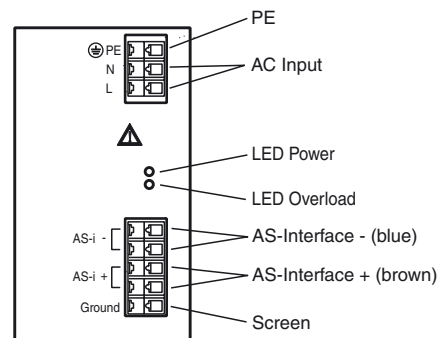 PE
PE
N
AC Input
L
LED Power
LED Overload
AS-i -
AS-Interface - (blue)
AS-i +
AS-Interface + (brown)
Ground
Screen